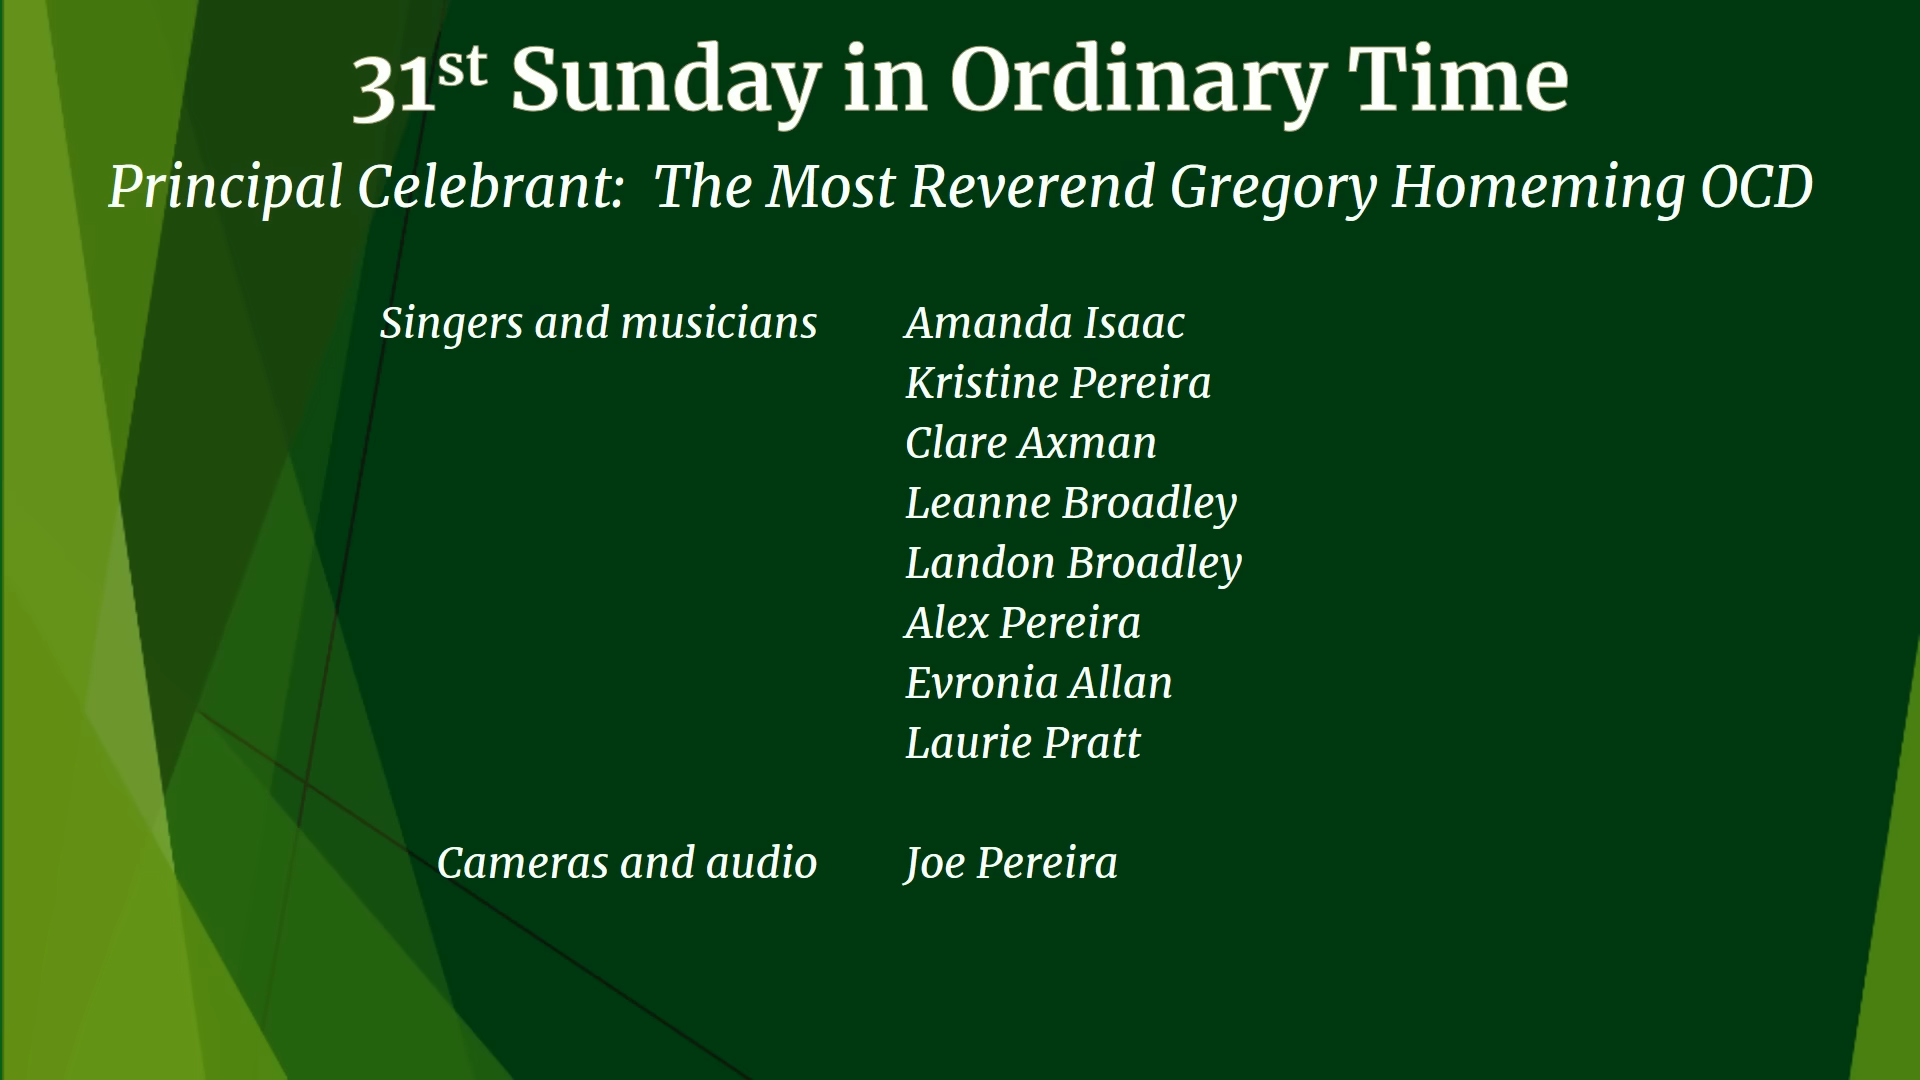 31st Sunday in Ordinary Time
Principal Celebrant:  The Most Reverend Gregory Homeming OCD
Singers and musicians Amanda Isaac
Kristine Pereira
Clare Axman
Leanne Broadley
Landon Broadley
Alex Pereira
Evronia Allan
Laurie Pratt
Cameras and audio Joe Pereira